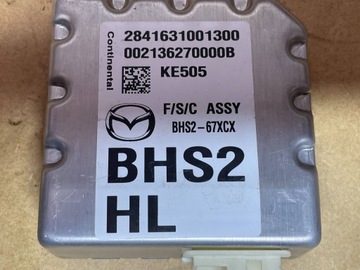 Continental
2841631001300
002136270000B
KE505
F/S/C ASSY
BHS2-67XCX
BHS2
HL